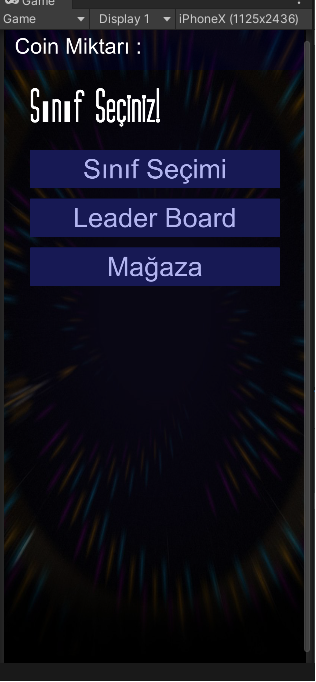 Game
Game Display 1 iPhoneX (1125x2436)
Coin Miktarı :
Sınıf Seçiniz!
Sınıf Seçimi
Leader Board
Mağaza